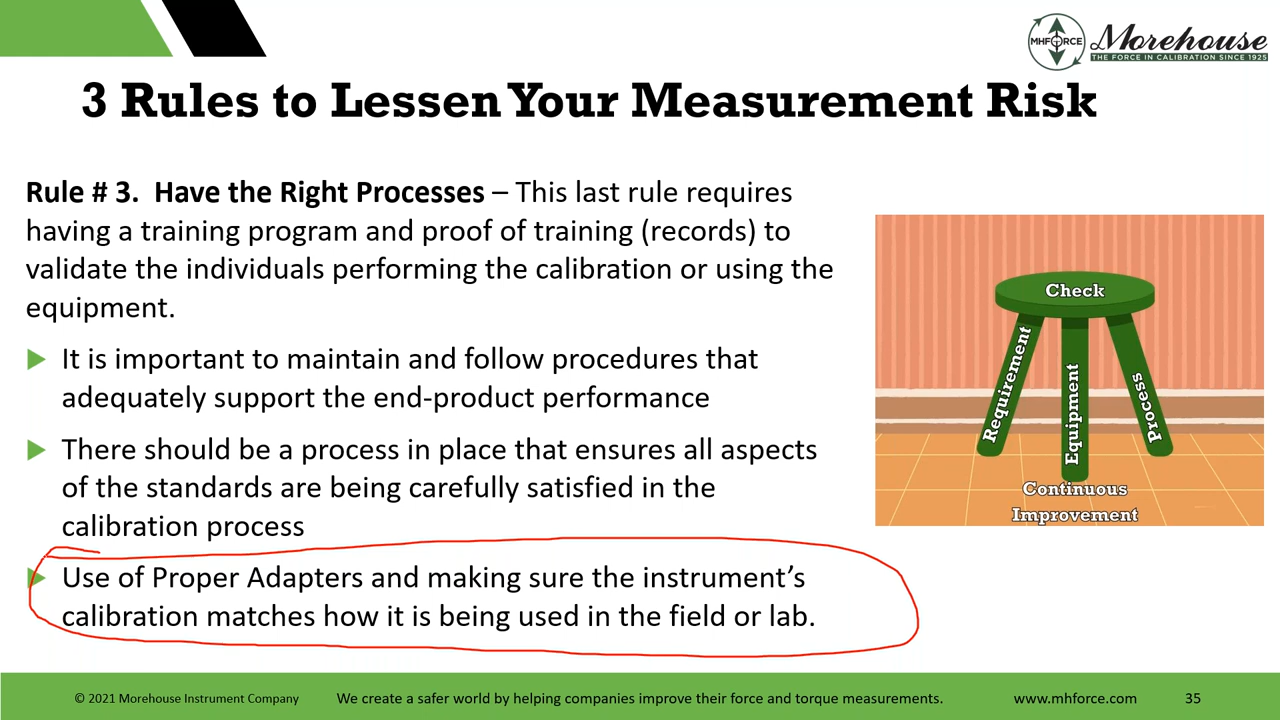 MHFORCE
Morehouse
THE FORCE IN CALIBRATION SINCE 1925
3 Rules to Lessen Your Measurement Risk
Rule # 3. Have the Right Processes – This last rule requires
having a training program and proof of training (records) to
validate the individuals performing the calibration or using the
equipment.
It is important to maintain and follow procedures that
adequately support the end-product performance
There should be a process in place that ensures all aspects
of the standards are being carefully satisfied in the
calibration process
Use of Proper Adapters and making sure the instrument’s
calibration matches how it is being used in the field or lab.
Check
Requirement
Equipment
Process
Continuous
Improvement
© 2021 Morehouse Instrument Company
We create a safer world by helping companies improve their force and torque measurements.
www.mhforce.com
35